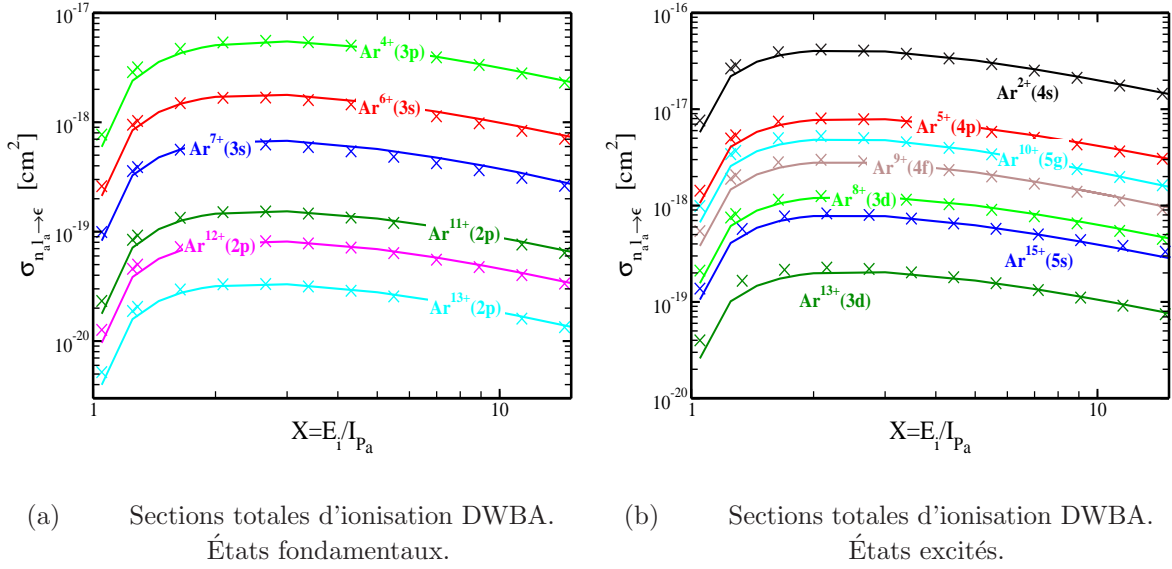 10^-17
10^-18
10^-19
10^-20
σ_{n_a l_a→ϵ} [cm^2]
Ar^4+(3p)
Ar^6+(3s)
Ar^7+(3s)
Ar^11+(2p)
Ar^12+(2p)
Ar^13+(2p)
1 10
X=E_i/I_{P_a}
10^-16
10^-17
10^-18
10^-19
10^-20
σ_{n_a l_a→ϵ} [cm^2]
Ar^2+(4s)
Ar^5+(4p)
Ar^10+(5g)
Ar^9+(4f)
Ar^8+(3d)
Ar^15+(5s)
Ar^13+(3d)
1 10
X=E_i/I_{P_a}
(a) Sections totales d'ionisation DWBA.
États fondamentaux.
(b) Sections totales d'ionisation DWBA.
États excités.